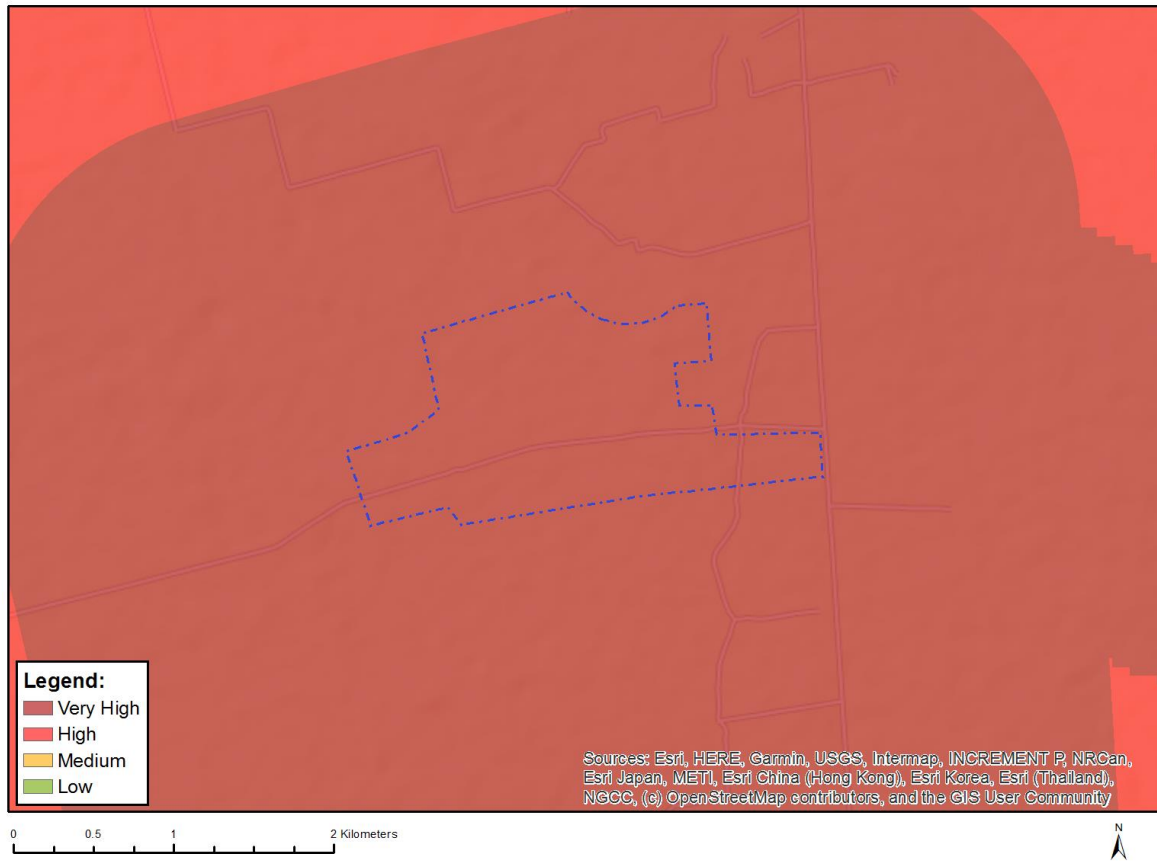 Legend:
Very High
High
Medium
Low
Sources: Esri, HERE, Garmin, USGS, Intermap, INCREMENT P, NRCan,
Esri Japan, METI, Esri China (Hong Kong), Esri Korea, Esri (Thailand),
NGCC, (c) OpenStreetMap contributors, and the GIS User Community
0 0.5 1 2 Kilometers
N